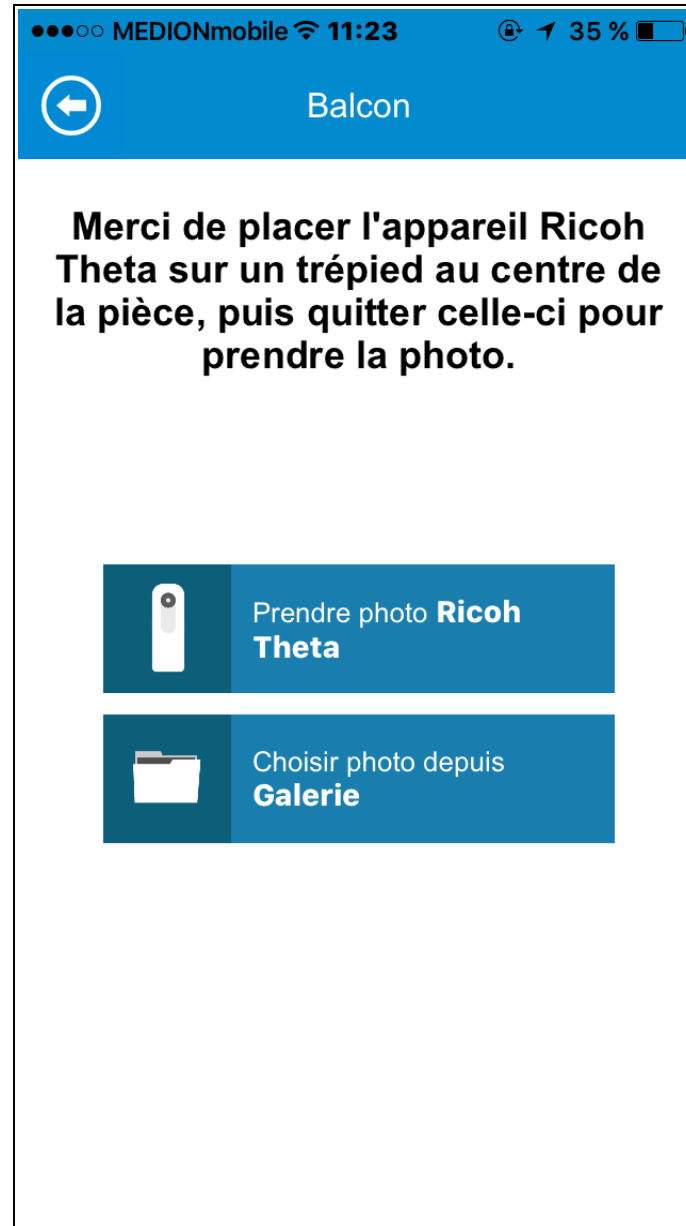 MEDIONmobile 11:23 35 %
Balcon
Merci de placer l'appareil Ricoh
Theta sur un trépied au centre de
la pièce, puis quitter celle-ci pour
prendre la photo.
Prendre photo Ricoh
Theta
Choisir photo depuis
Galerie